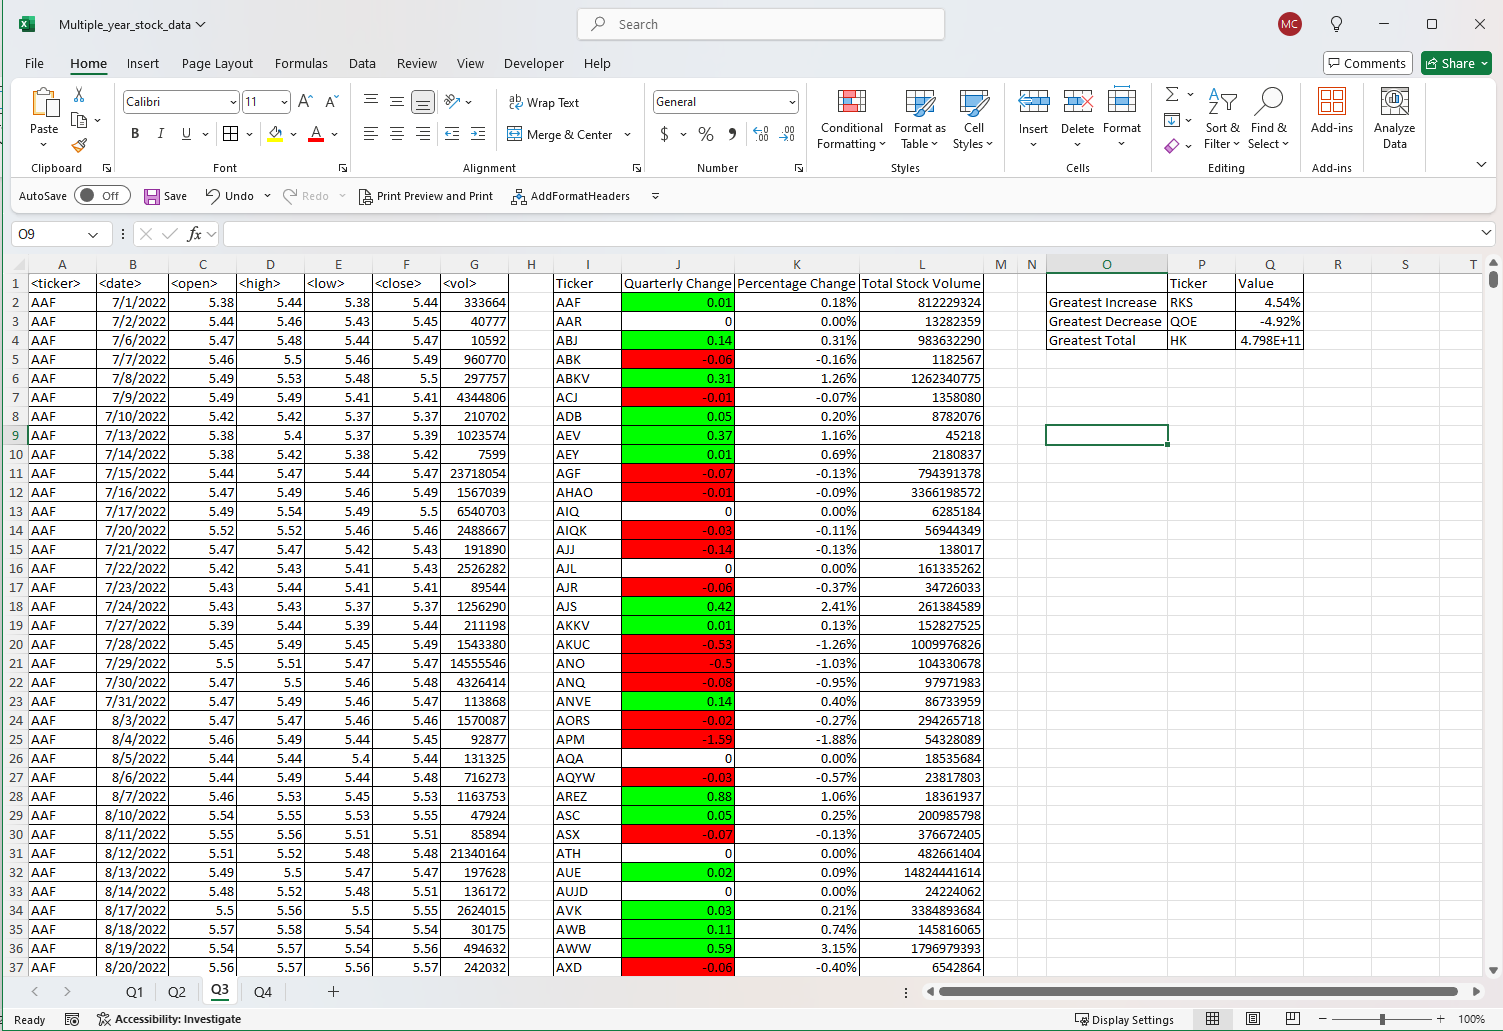 Multiple_year_stock_data
Search
MC
File Home Insert Page Layout Formulas Data Review View Developer Help
Comments Share
Paste
Clipboard
Calibri 11
B I U A
Font
Wrap Text
Merge & Center
Alignment
General
$ % 9
Number
Conditional Formatting
Format as Table
Cell Styles
Styles
Insert Delete Format
Cells
Sort & Filter
Find & Select
Editing
Add-ins
Add-ins
Analyze Data
AutoSave Off Save Undo Redo Print Preview and Print AddFormatHeaders
O9 fx
A B C D E F G H I J K L M N O P Q R S T
1 <ticker> <date> <open> <high> <low> <close> <vol> Ticker Quarterly Change Percentage Change Total Stock Volume Ticker Value
2 AAF 7/1/2022 5.38 5.44 5.38 5.44 333664 AAF 0.01 0.18% 812229324 Greatest Increase RKS 4.54%
3 AAF 7/2/2022 5.44 5.46 5.43 5.45 40777 AAR 0 0.00% 13282359 Greatest Decrease QOE -4.92%
4 AAF 7/6/2022 5.47 5.48 5.44 5.49 10592 ABJ 0.14 0.31% 983632290 Greatest Total HK 4.798E+11
5 AAF 7/7/2022 5.46 5.5 5.46 5.49 960770 ABK -0.06 -0.16% 1182567
6 AAF 7/8/2022 5.49 5.53 5.48 5.5 297757 ABKV 0.31 1.26% 1262340775
7 AAF 7/9/2022 5.49 5.49 5.41 5.41 4344806 ACJ -0.01 -0.07% 1358080
8 AAF 7/10/2022 5.42 5.42 5.37 5.37 210702 ADB 0.05 0.20% 8782076
9 AAF 7/13/2022 5.38 5.4 5.37 5.39 1023574 AEV 0.37 1.16% 45218
10 AAF 7/14/2022 5.38 5.42 5.38 5.42 7599 AEY 0.01 0.69% 2180837
11 AAF 7/15/2022 5.44 5.47 5.44 5.47 23718054 AGF -0.07 -0.13% 794391378
12 AAF 7/16/2022 5.47 5.49 5.46 5.49 1567039 AHAO -0.01 -0.09% 3366198572
13 AAF 7/17/2022 5.49 5.54 5.49 5.5 6540703 AIQ 0 0.00% 6285184
14 AAF 7/20/2022 5.52 5.52 5.46 5.46 2488667 AIQK -0.03 -0.11% 56944349
15 AAF 7/21/2022 5.47 5.47 5.42 5.43 191890 AJJ -0.14 -0.13% 138017
16 AAF 7/22/2022 5.42 5.43 5.41 5.43 2526282 AJL 0 0.00% 161335262
17 AAF 7/23/2022 5.43 5.44 5.41 5.41 89544 AJR -0.06 -0.37% 34726033
18 AAF 7/24/2022 5.43 5.43 5.37 5.37 1256290 AJS 0.42 2.41% 261384589
19 AAF 7/27/2022 5.39 5.44 5.39 5.44 211198 AKKV 0.01 0.13% 152827525
20 AAF 7/28/2022 5.45 5.49 5.45 5.49 1543380 AKUC -0.53 -1.26% 1009976826
21 AAF 7/29/2022 5.5 5.51 5.47 5.47 14555546 ANO -0.5 -1.03% 104330678
22 AAF 7/30/2022 5.47 5.5 5.46 5.48 4326414 ANQ -0.08 -0.95% 97971983
23 AAF 7/31/2022 5.47 5.49 5.46 5.47 113868 ANVE 0.14 0.40% 86733959
24 AAF 8/3/2022 5.47 5.47 5.46 5.46 1570087 AORS -0.02 -0.27% 294265718
25 AAF 8/4/2022 5.46 5.49 5.44 5.45 92877 APM -1.59 -1.88% 54328089
26 AAF 8/5/2022 5.44 5.44 5.4 5.44 131325 AQA 0 0.00% 18535684
27 AAF 8/6/2022 5.44 5.49 5.44 5.48 716273 AQYW -0.03 -0.57% 23817803
28 AAF 8/7/2022 5.46 5.53 5.45 5.53 1163753 AREZ 0.88 1.06% 18361937
29 AAF 8/10/2022 5.54 5.55 5.53 5.55 47924 ASC 0.05 0.25% 200985798
30 AAF 8/11/2022 5.55 5.56 5.51 5.51 85894 ASX -0.07 -0.13% 376672405
31 AAF 8/12/2022 5.51 5.52 5.48 5.48 21340164 ATH 0 0.00% 482661404
32 AAF 8/13/2022 5.49 5.5 5.47 5.47 197628 AUE 0.02 0.09% 14824441614
33 AAF 8/14/2022 5.48 5.52 5.48 5.51 136172 AUJD 0 0.00% 24224062
34 AAF 8/17/2022 5.5 5.56 5.5 5.55 2624015 AVK 0.03 0.21% 3384893684
35 AAF 8/18/2022 5.57 5.58 5.54 5.54 30175 AWB 0.11 0.74% 145816065
36 AAF 8/19/2022 5.54 5.57 5.54 5.56 494632 AWW 0.59 3.15% 1796979393
37 AAF 8/20/2022 5.56 5.57 5.56 5.57 242032 AXD -0.06 -0.40% 6542864
Q1 Q2 Q3 Q4
Ready Accessibility: Investigate Display Settings 100%